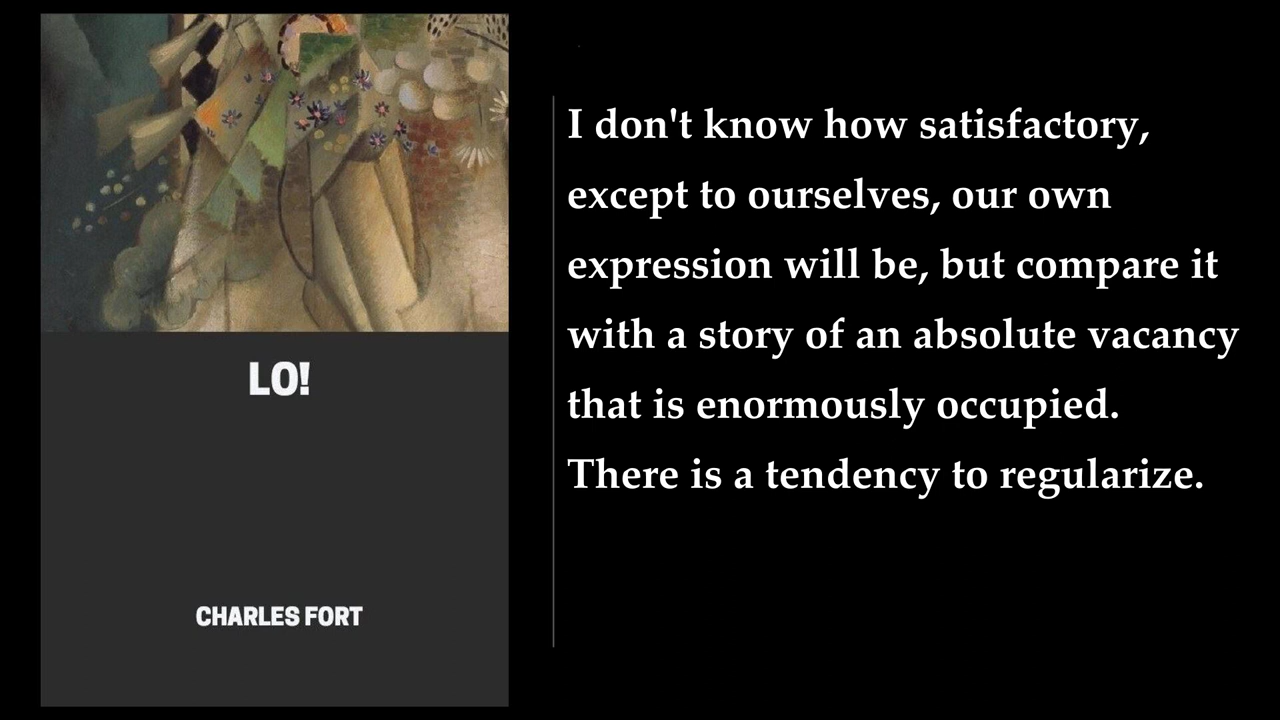 LO!
CHARLES FORT
I don't know how satisfactory,
except to ourselves, our own
expression will be, but compare it
with a story of an absolute vacancy
that is enormously occupied.
There is a tendency to regularize.